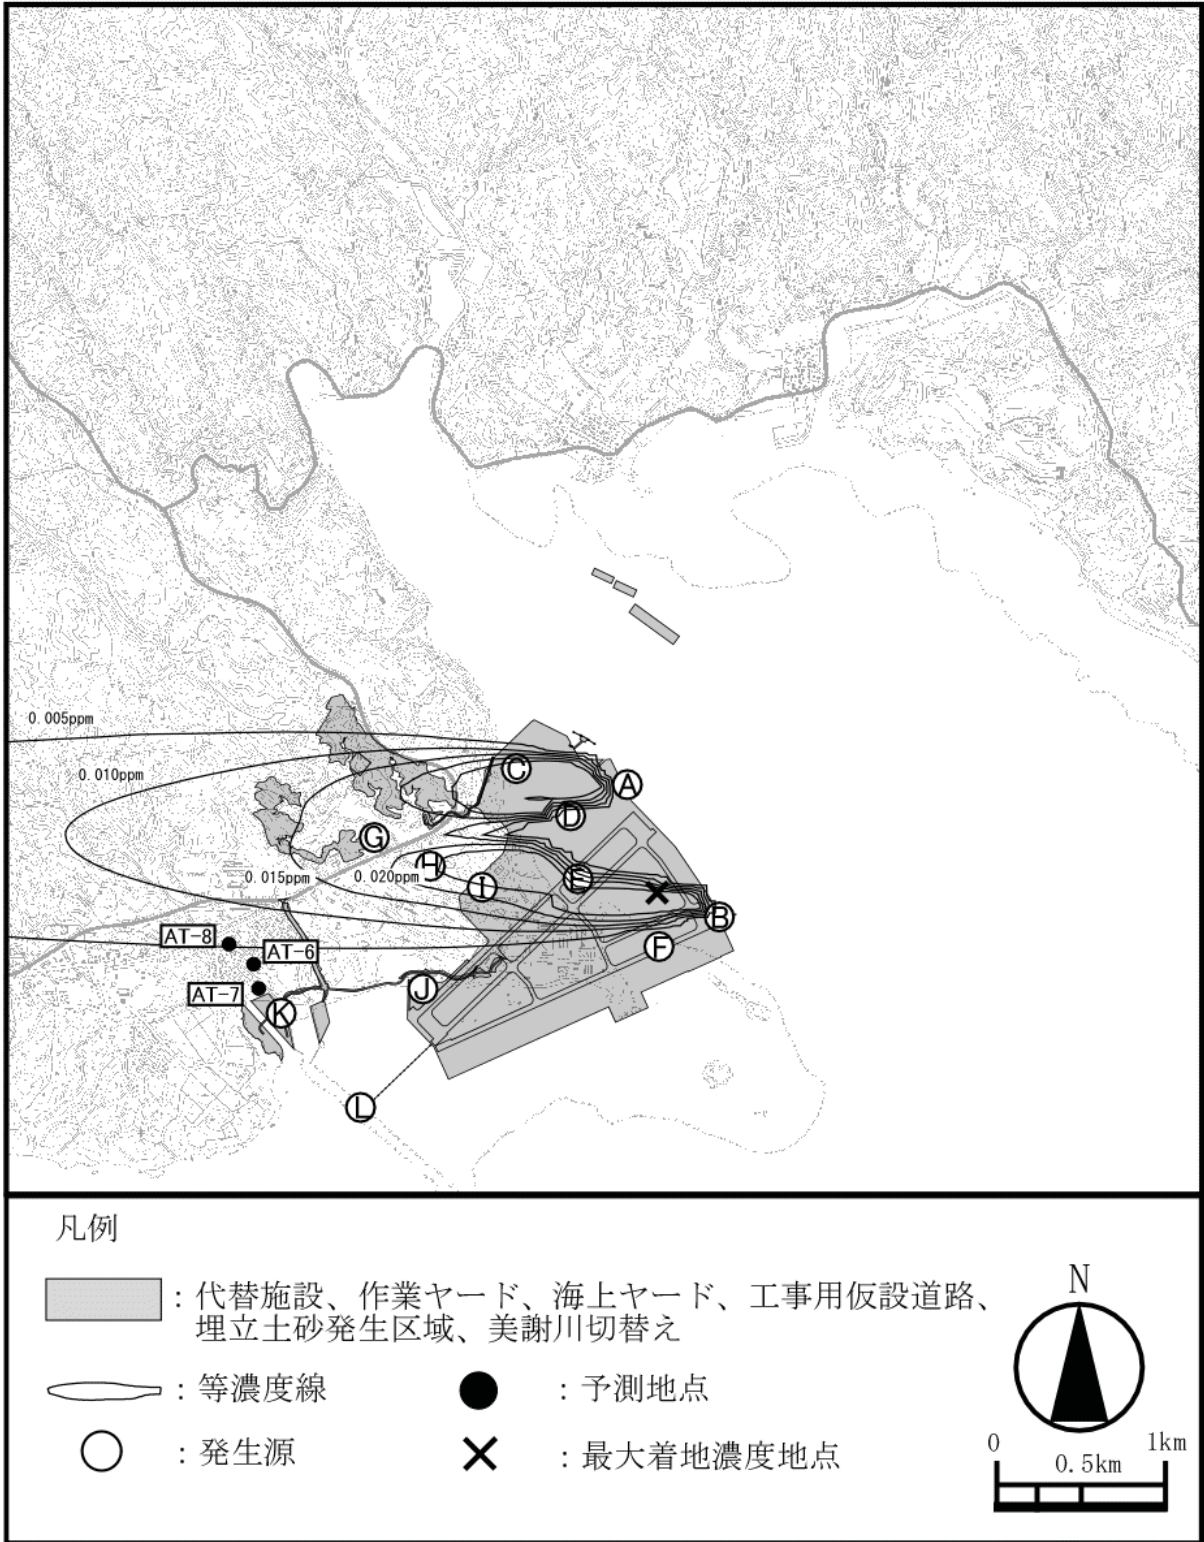 0.005ppm
0.010ppm
0.015ppm
0.020ppm
A
B
C
D
E
F
G
H
I
J
K
L
AT-8
AT-6
AT-7
凡例
：代替施設、作業ヤード、海上ヤード、工事用仮設道路、
埋立土砂発生区域、美謝川切替え
：等濃度線
：予測地点
：発生源
：最大着地濃度地点
N
0
0.5km
1km